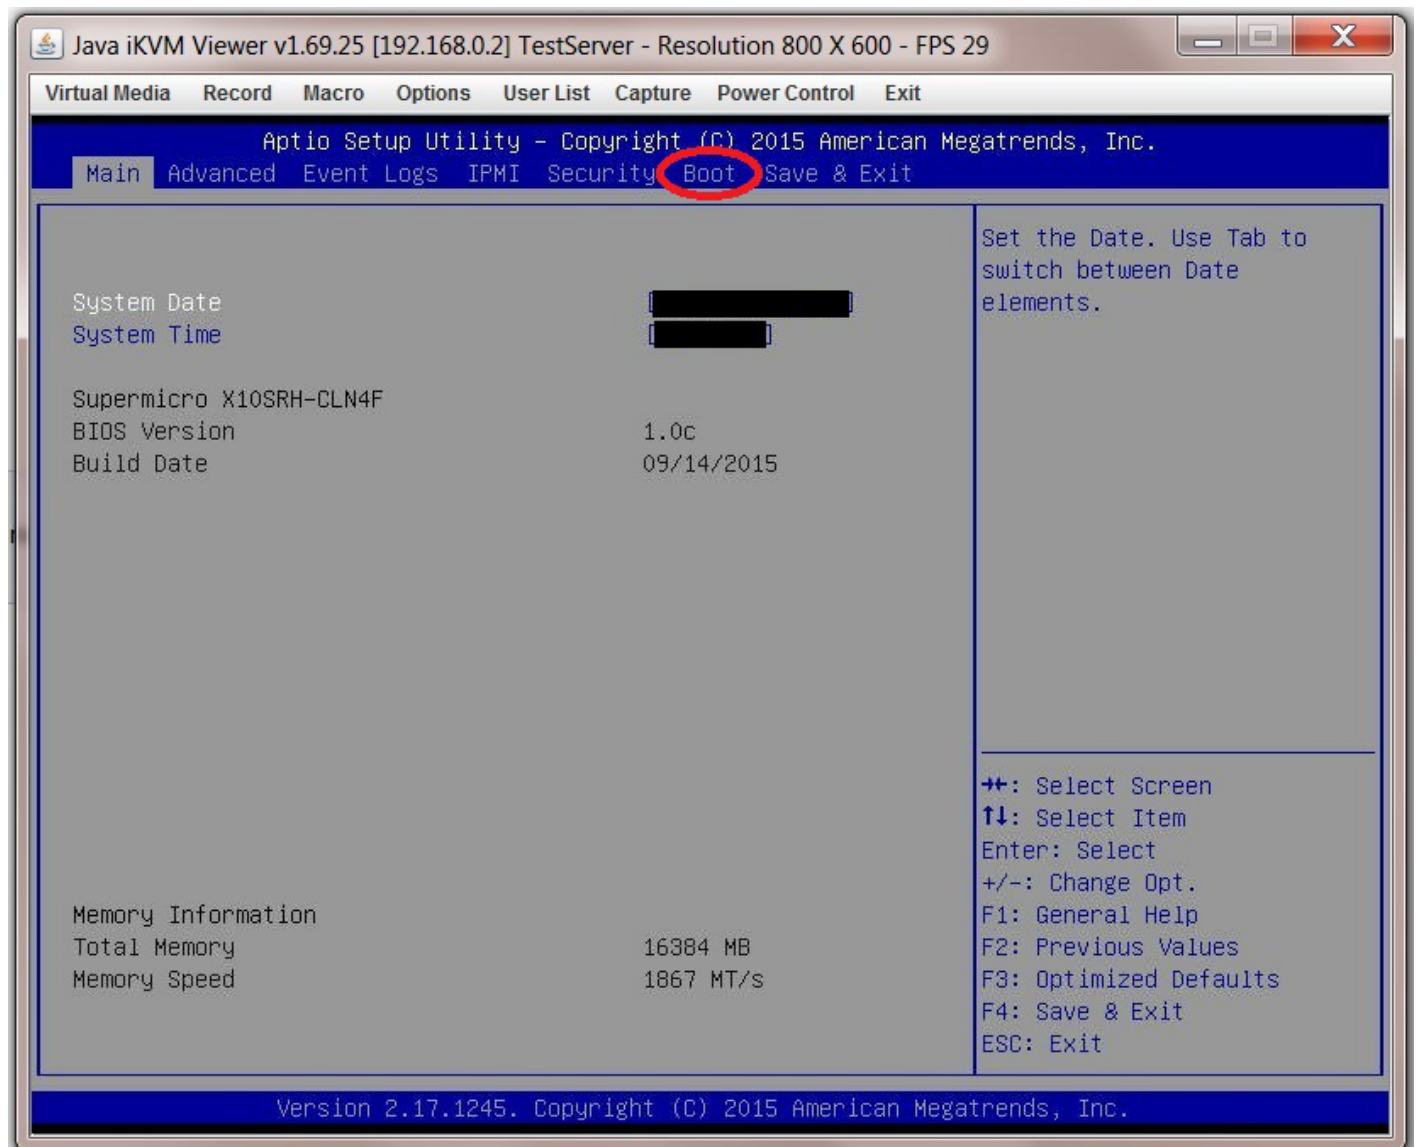 Java iKVM Viewer v1.69.25 [192.168.0.2] TestServer - Resolution 800 X 600 - FPS 29
Virtual Media Record Macro Options User List Capture Power Control Exit
Aptio Setup Utility - Copyright (C) 2015 American Megatrends, Inc.
Main Advanced Event Logs IPMI Security Boot Save & Exit
Set the Date. Use Tab to
switch between Date
elements.
System Date [ ]
System Time [ ]
Supermicro X10SRH-CLN4F
BIOS Version 1.0c
Build Date 09/14/2015
Memory Information
Total Memory 16384 MB
Memory Speed 1867 MT/s
→←: Select Screen
↑↓: Select Item
Enter: Select
+/-: Change Opt.
F1: General Help
F2: Previous Values
F3: Optimized Defaults
F4: Save & Exit
ESC: Exit
Version 2.17.1245. Copyright (C) 2015 American Megatrends, Inc.